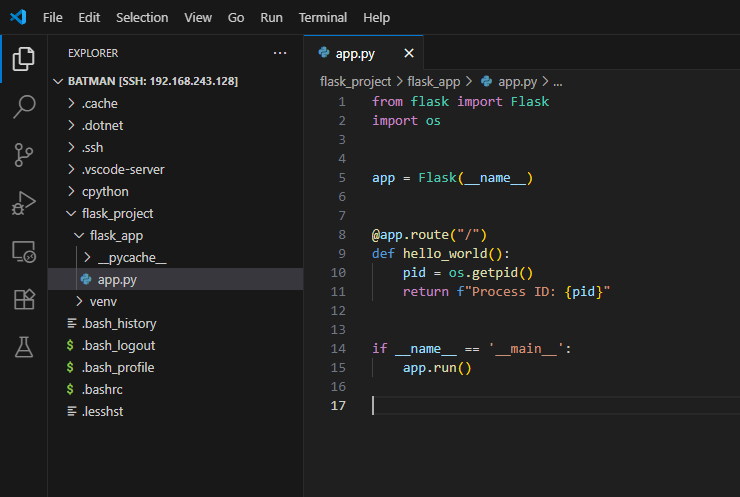 File Edit Selection View Go Run Terminal Help
EXPLORER ...
BATMAN [SSH: 192.168.243.128]
.cache
.dotnet
.ssh
.vscode-server
cpython
flask_project
flask_app
__pycache__
app.py
venv
.bash_history
$ .bash_logout
$ .bash_profile
$ .bashrc
.lesshst
app.py ×
flask_project > flask_app > app.py > ...
1 from flask import Flask
2 import os
3
4
5 app = Flask(__name__)
6
7
8 @app.route("/")
9 def hello_world():
10     pid = os.getpid()
11     return f"Process ID: {pid}"
12
13
14 if __name__ == '__main__':
15     app.run()
16
17